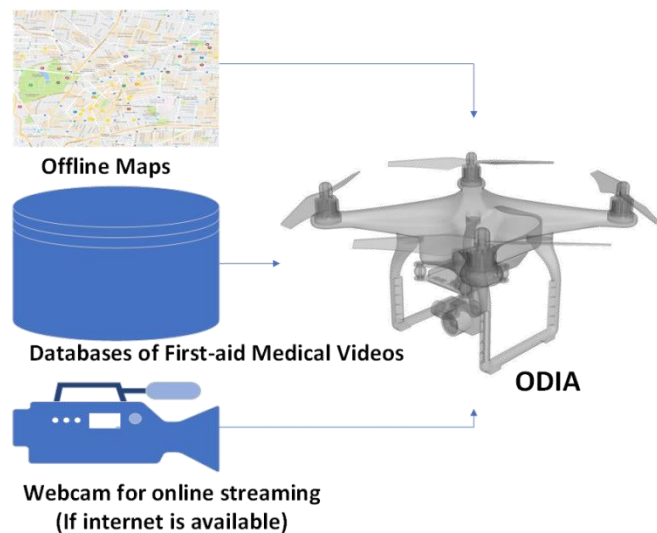 Offline Maps
Databases of First-aid Medical Videos
ODIA
Webcam for online streaming
(If internet is available)